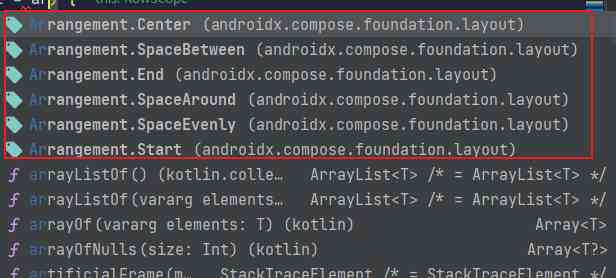 = ar) { this: RowScope
Arrangement.Center (androidx.compose.foundation.layout)
Arrangement.SpaceBetween (androidx.compose.foundation.layout)
Arrangement.End (androidx.compose.foundation.layout)
Arrangement.SpaceAround (androidx.compose.foundation.layout)
Arrangement.SpaceEvenly (androidx.compose.foundation.layout)
Arrangement.Start (androidx.compose.foundation.layout)
f arrayListOf() (kotlin.colle… ArrayList<T> /* = ArrayList<T> */
f arrayListOf(vararg elements… ArrayList<T> /* = ArrayList<T> */
f arrayOf(vararg elements: T) (kotlin) Array<T>
f arrayOfNulls(size: Int) (kotlin) Array<T?>
f artificialFrame(m… StackTraceElement /* = StackTraceElement */